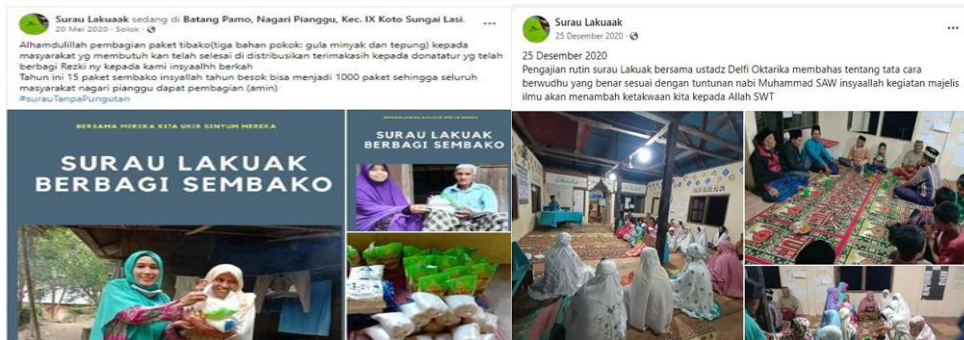 Surau Lakuaak sedang di Batang Pamo, Nagari Pianggu, Kec. IX Koto Sungai Lasi.
20 Mei 2020 · Solok ·
Alhamdulillah pembagian paket tibako(tiga bahan pokok: gula minyak dan tepung) kepada
masyarakat yg membutuh kan telah selesai di distribusikan terimakasih kepada donatatur yg telah
berbagi Rezki ny kepada kami insyaalhh berkah
Tahun ini 15 paket sembako insyallah tahun besok bisa menjadi 1000 paket sehingga seluruh
masyarakat nagari pianggu dapat pembagian (amin)
#surauTanpaPungutan
BERSAMA MEREKA KITA UKIR SENYUM MEREKA
SURAU LAKUAK
BERBAGI SEMBAKO
SURAU LAKUAK
BERBAGI SEMBAKO
Surau Lakuaak
25 Desember 2020 ·
25 Desember 2020
Pengajian rutin surau Lakuak bersama ustadz Delfi Oktarika membahas tentang tata cara
berwudhu yang benar sesuai dengan tuntunan nabi Muhammad SAW insyaallah kegiatan majelis
ilmu akan menambah ketakwaan kita kepada Allah SWT